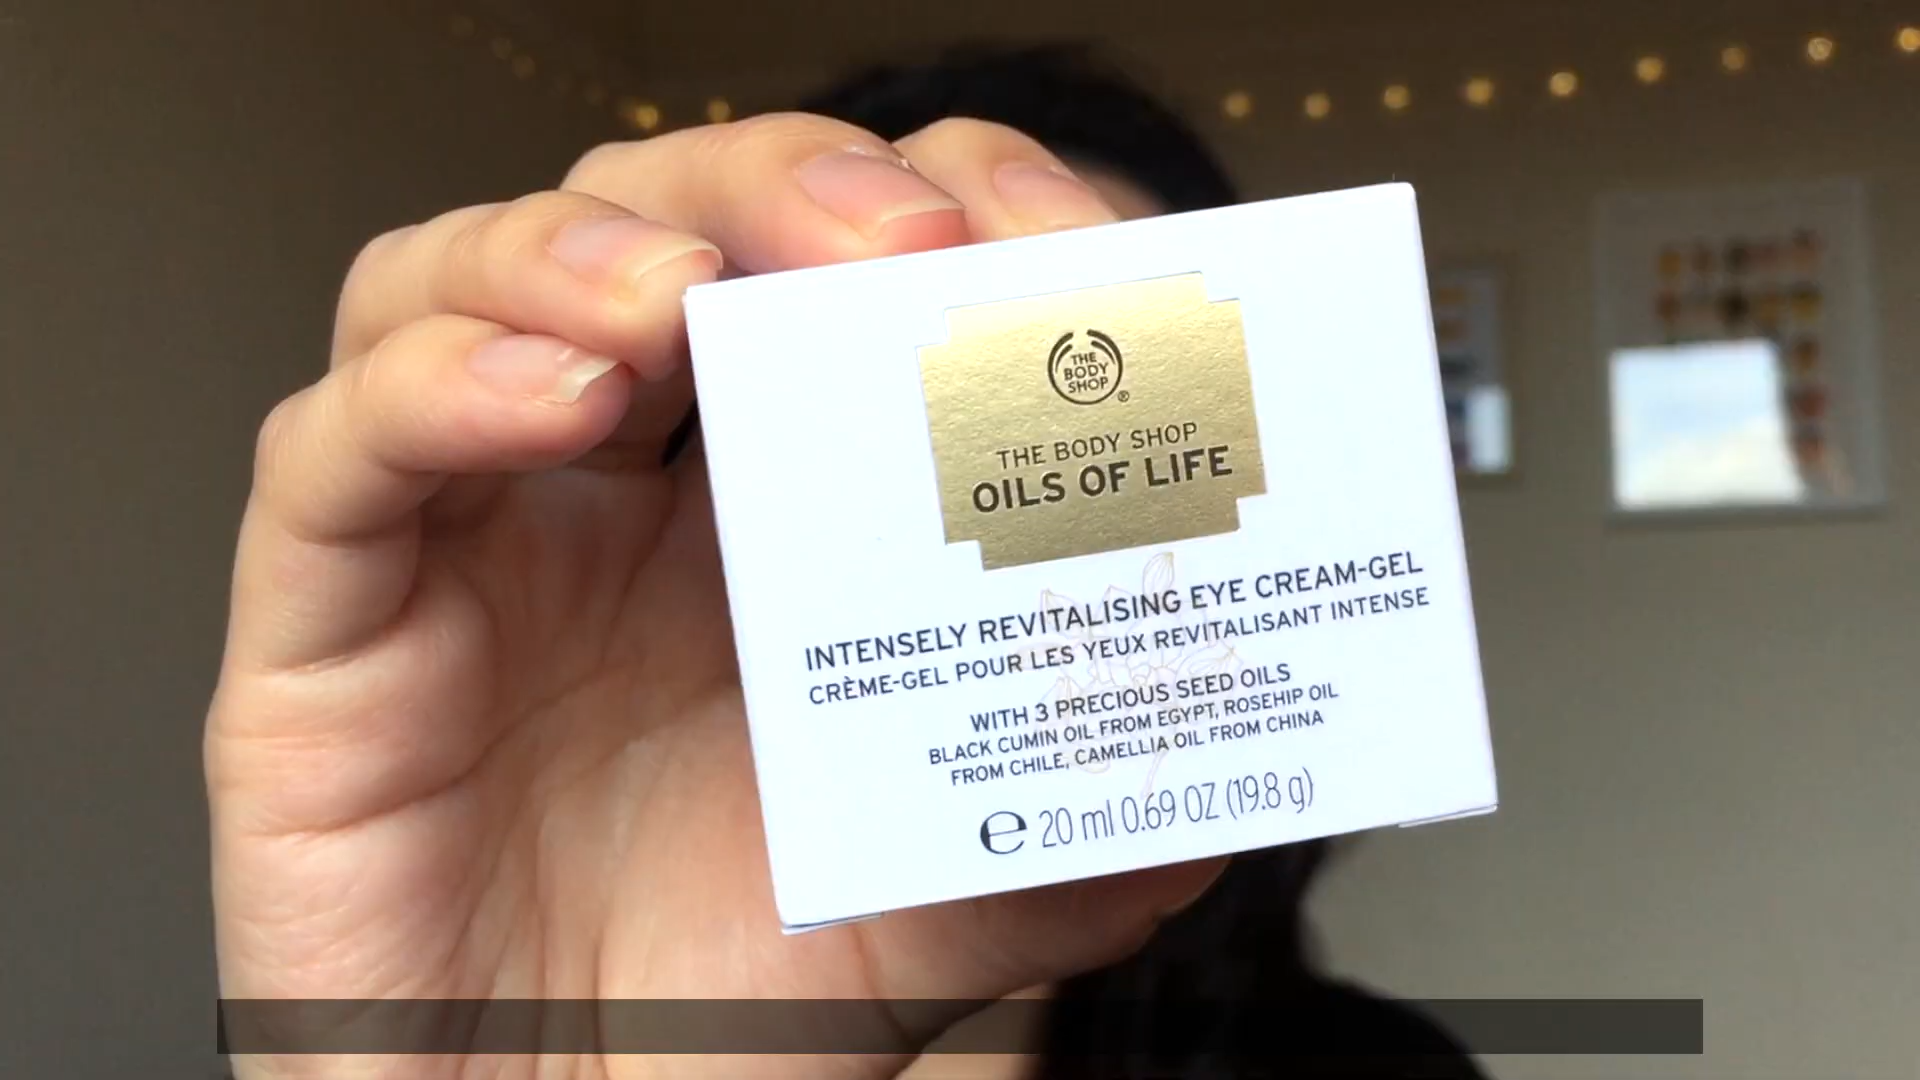 THE
BODY
SHOP
®
THE BODY SHOP
OILS OF LIFE
INTENSELY REVITALISING EYE CREAM-GEL
CRÈME-GEL POUR LES YEUX REVITALISANT INTENSE
WITH 3 PRECIOUS SEED OILS
BLACK CUMIN OIL FROM EGYPT, ROSEHIP OIL
FROM CHILE, CAMELLIA OIL FROM CHINA
℮ 20 ml 0.69 OZ (19.8 g)